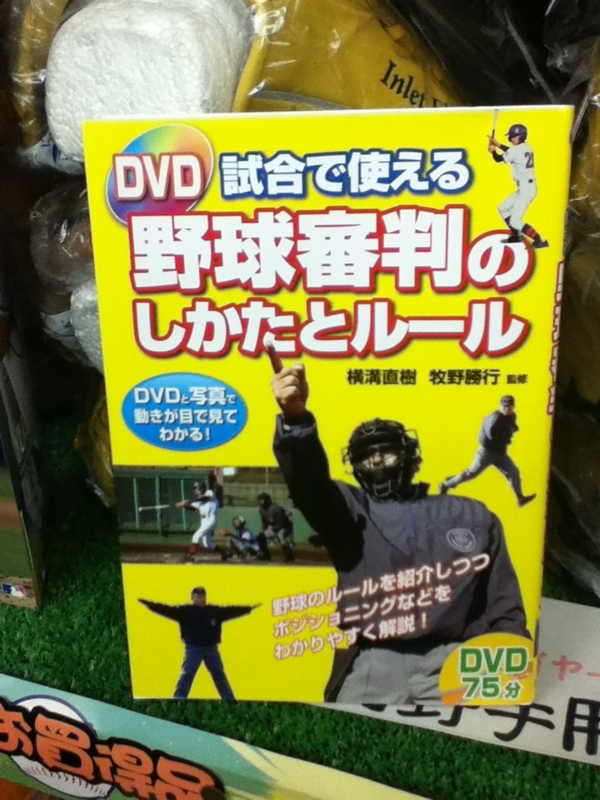 Inlet
DVD 試合で使える
22
野球審判の
しかたとルール
横溝直樹 牧野勝行 監修
DVDと写真で
動きが目で見て
わかる!
野球のルールを紹介しつつ
ポジショニングなどを
わかりやすく解説!
DVD
75分
お買得品